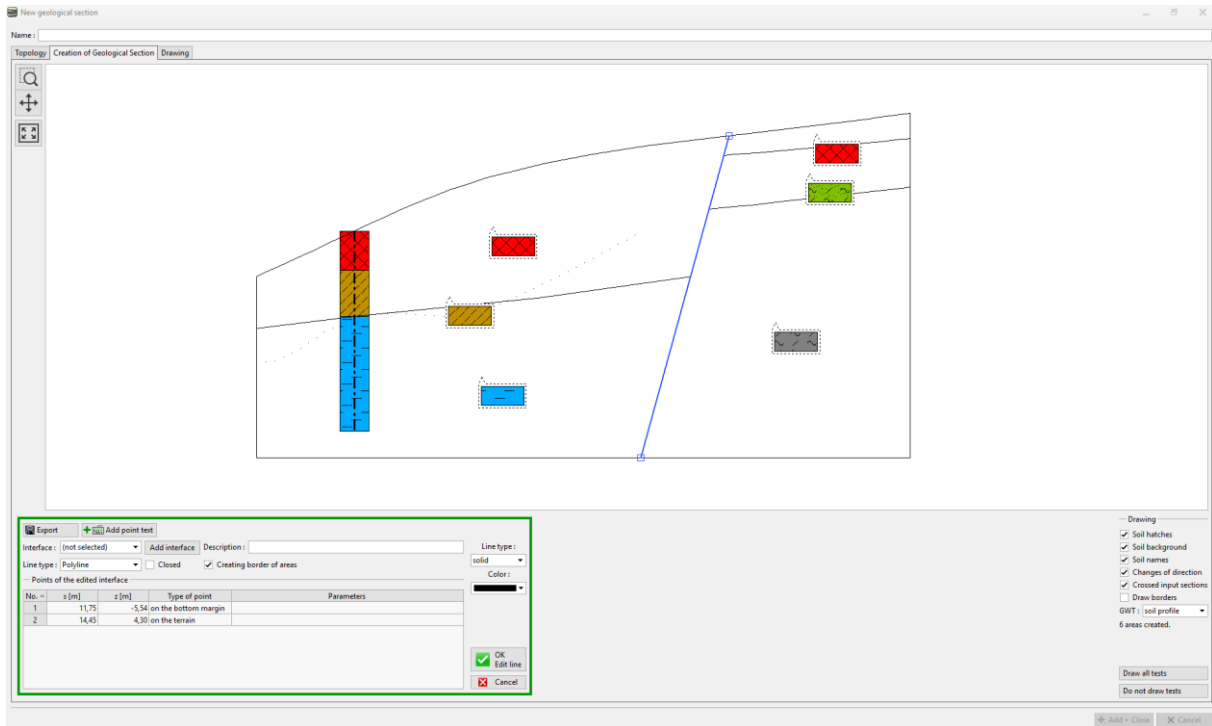 New geological section
Name :
Topology Creation of Geological Section Drawing
Export Add point text
Interface : (not selected) Add interface Description :
Line type : Polyline Closed Creating border of areas
Line type :
solid
Color :
Points of the edited interface
No. s [m] z [m] Type of point Parameters
1 11,75 -5,54 on the bottom margin
2 14,45 4,30 on the terrain
OK
Edit line
Cancel
Drawing
Soil hatches
Soil background
Soil names
Changes of direction
Crossed input sections
Draw borders
GWT : soil profile
6 areas created.
Draw all tests
Do not draw tests
Add + Close Cancel